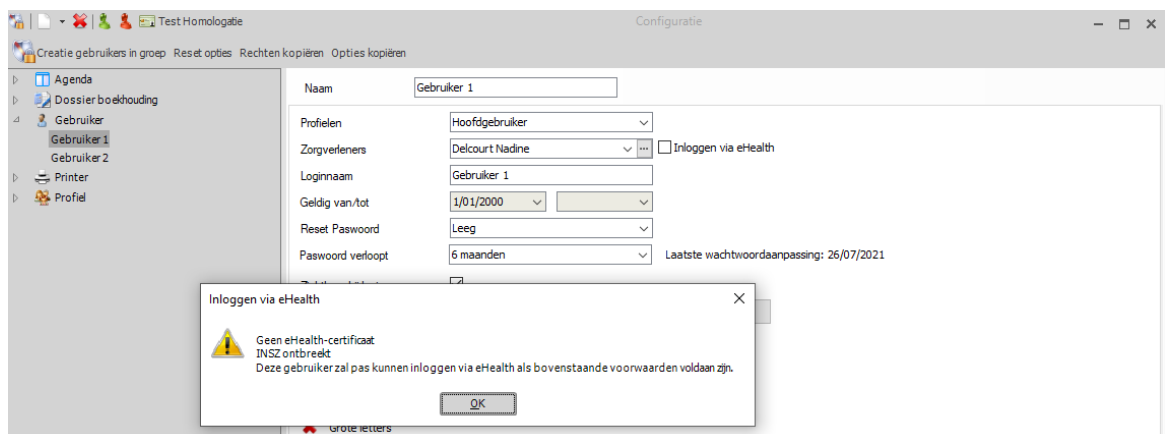 Test Homologatie
Configuratie
Creatie gebruikers in groep Reset opties Rechten kopiëren Opties kopiëren
Agenda
Dossier boekhouding
Gebruiker
Gebruiker 1
Gebruiker 2
Printer
Profiel
Naam Gebruiker 1
Profielen Hoofdgebruiker
Zorgverleners Delcourt Nadine ... Inloggen via eHealth
Loginnaam Gebruiker 1
Geldig van/tot 1/01/2000
Reset Paswoord Leeg
Paswoord verloopt 6 maanden Laatste wachtwoordaanpassing: 26/07/2021
Inloggen via eHealth
Geen eHealth-certificaat
INSZ ontbreekt
Deze gebruiker zal pas kunnen inloggen via eHealth als bovenstaande voorwaarden voldaan zijn.
OK
Grote letters